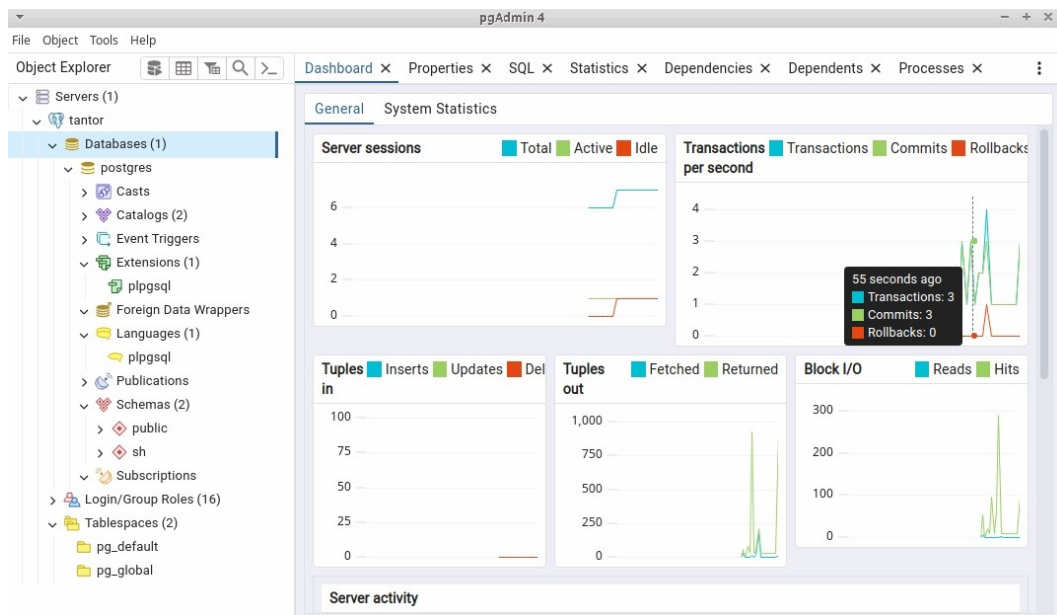 pgAdmin 4
File Object Tools Help
Object Explorer
Dashboard Properties SQL Statistics Dependencies Dependents Processes
Servers (1)
tantor
Databases (1)
postgres
Casts
Catalogs (2)
Event Triggers
Extensions (1)
plpgsql
Foreign Data Wrappers
Languages (1)
plpgsql
Publications
Schemas (2)
public
sh
Subscriptions
Login/Group Roles (16)
Tablespaces (2)
pg_default
pg_global
General System Statistics
Server sessions Total Active Idle
6
4
2
0
Transactions per second Transactions Commits Rollbacks
4
3
2
1
0
55 seconds ago
Transactions: 3
Commits: 3
Rollbacks: 0
Tuples in Inserts Updates Del
100
75
50
25
0
Tuples out Fetched Returned
1,000
750
500
250
0
Block I/O Reads Hits
300
200
100
0
Server activity